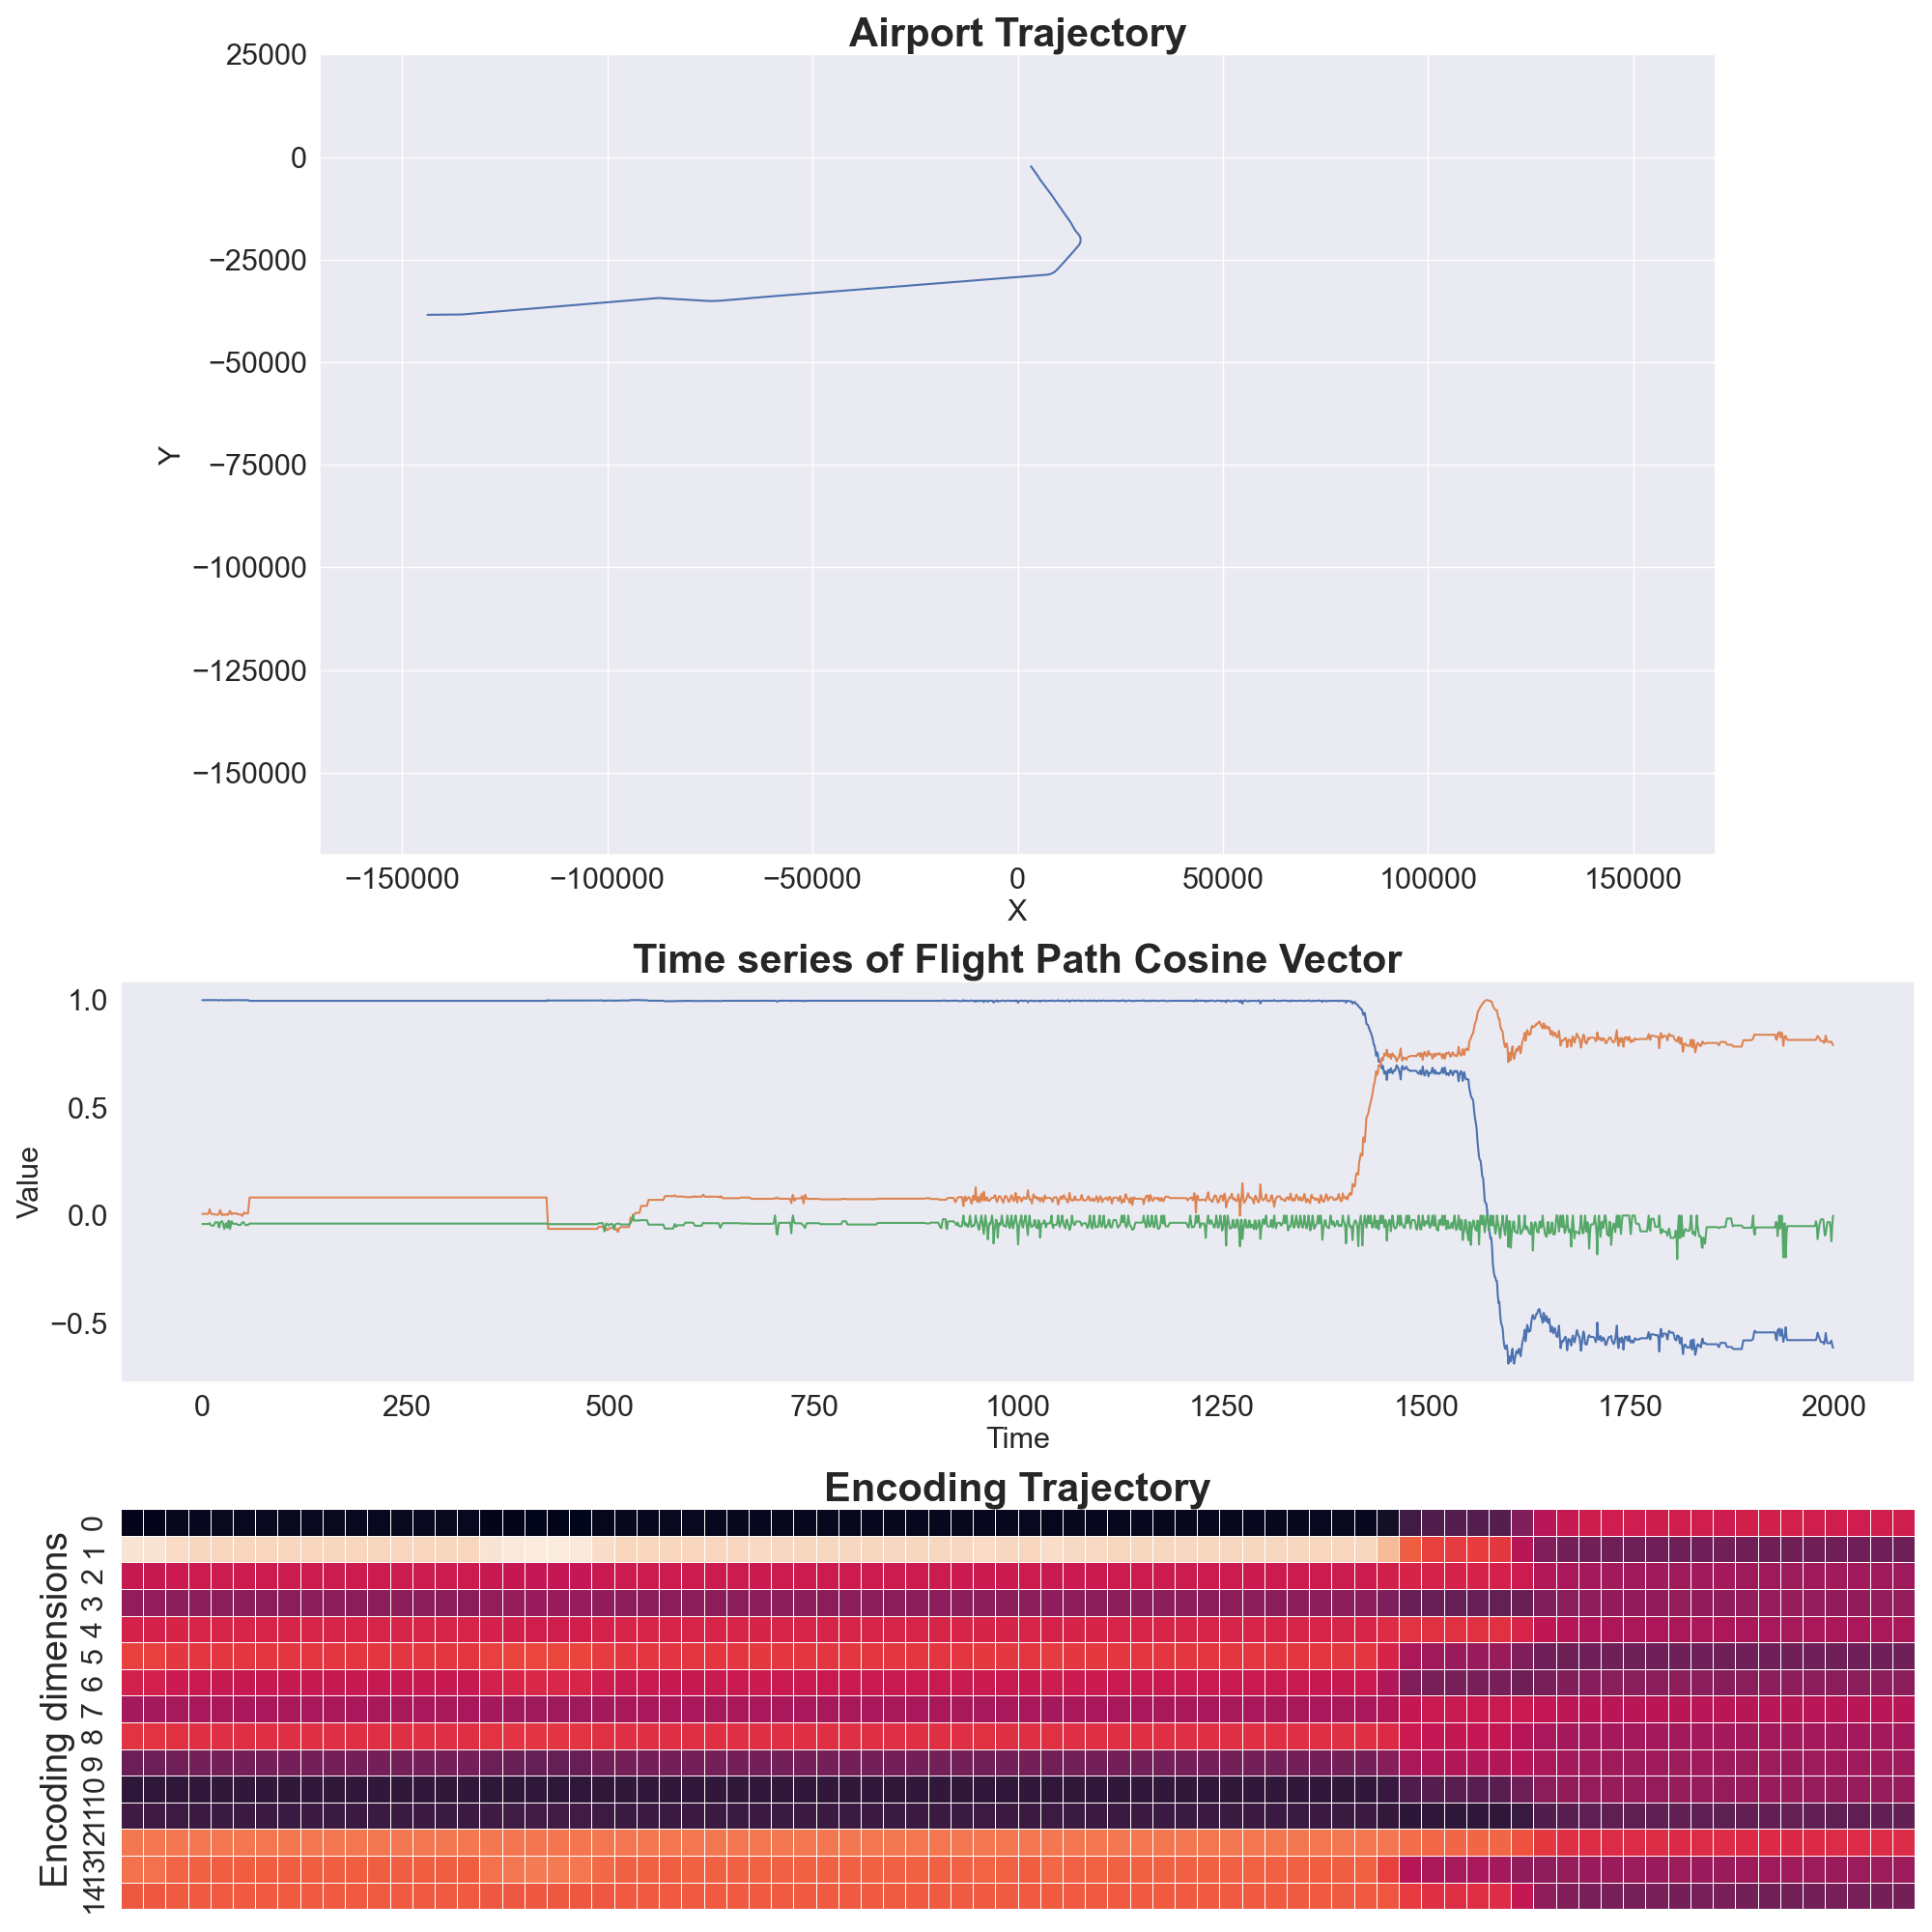 Airport Trajectory
25000
0
−25000
−50000
−75000
−100000
−125000
−150000
Y
−150000 −100000 −50000 0 50000 100000 150000
X
Time series of Flight Path Cosine Vector
1.0
0.5
0.0
−0.5
Value
0 250 500 750 1000 1250 1500 1750 2000
Time
Encoding Trajectory
Encoding dimensions
0
1
2
3
4
5
6
7
8
9
10
11
12
13
14